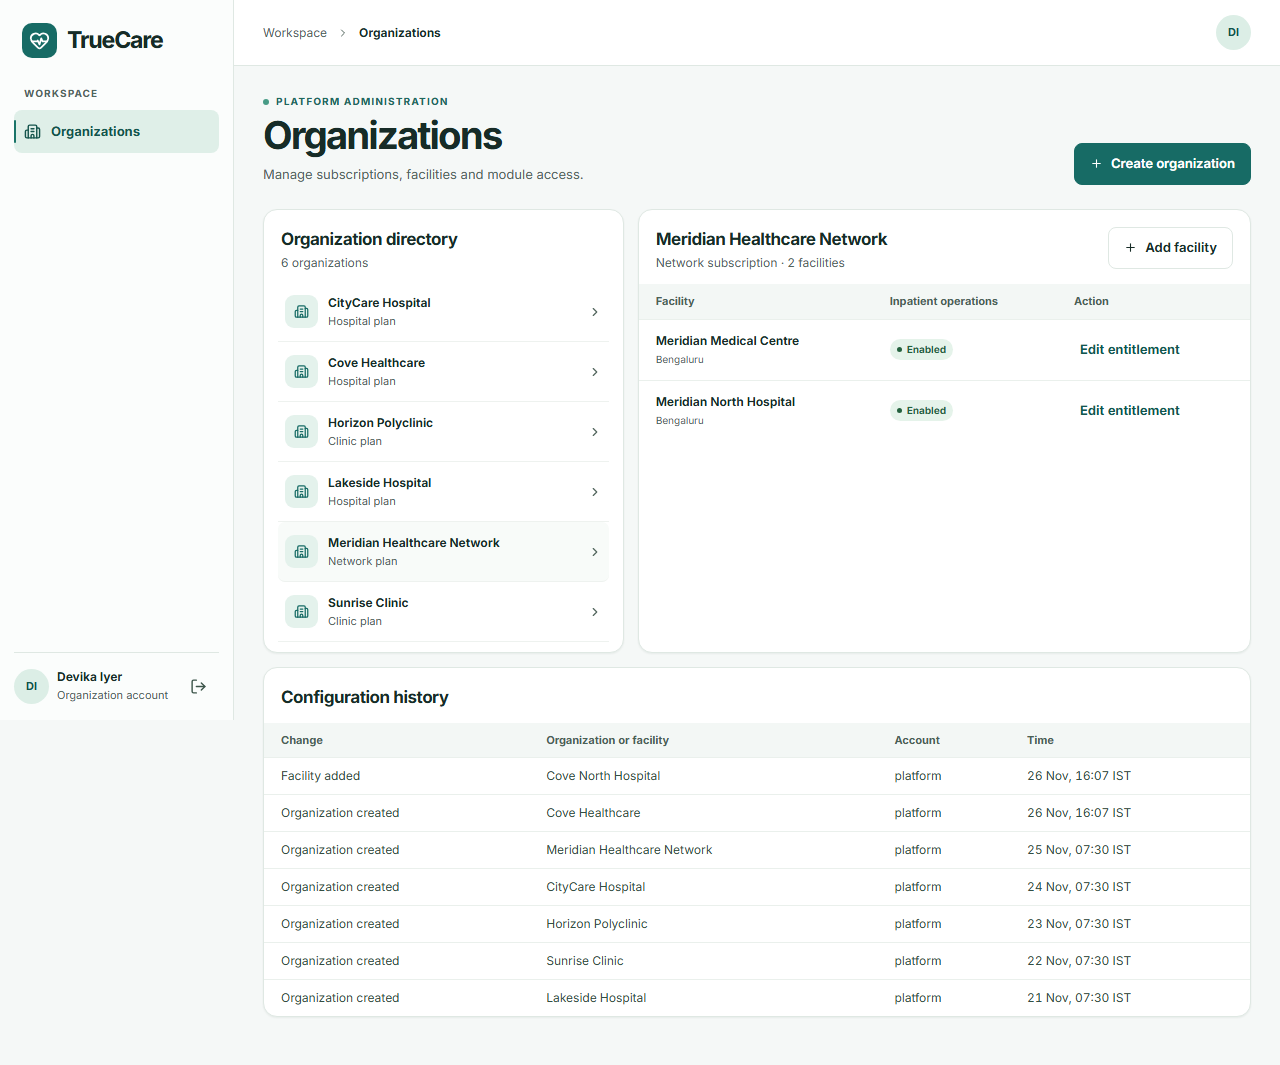 TrueCare
WORKSPACE
Organizations
Devika Iyer
Organization account
DI
Workspace > Organizations
DI
PLATFORM ADMINISTRATION
Organizations
Manage subscriptions, facilities and module access.
+ Create organization
Organization directory
6 organizations
CityCare Hospital
Hospital plan
Cove Healthcare
Hospital plan
Horizon Polyclinic
Clinic plan
Lakeside Hospital
Hospital plan
Meridian Healthcare Network
Network plan
Sunrise Clinic
Clinic plan
Meridian Healthcare Network
Network subscription · 2 facilities
+ Add facility
Facility Inpatient operations Action
Meridian Medical Centre
Bengaluru
Enabled
Edit entitlement
Meridian North Hospital
Bengaluru
Enabled
Edit entitlement
Configuration history
Change Organization or facility Account Time
Facility added Cove North Hospital platform 26 Nov, 16:07 IST
Organization created Cove Healthcare platform 26 Nov, 16:07 IST
Organization created Meridian Healthcare Network platform 25 Nov, 07:30 IST
Organization created CityCare Hospital platform 24 Nov, 07:30 IST
Organization created Horizon Polyclinic platform 23 Nov, 07:30 IST
Organization created Sunrise Clinic platform 22 Nov, 07:30 IST
Organization created Lakeside Hospital platform 21 Nov, 07:30 IST